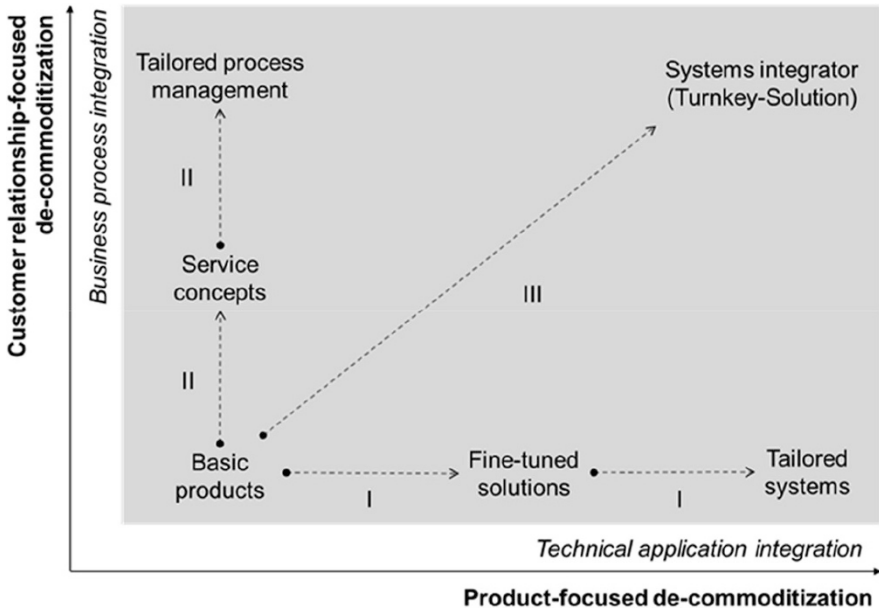 Customer relationship-focused
de-commoditization
Business process integration
Tailored process
management
Systems integrator
(Turnkey-Solution)
II
Service
concepts
III
II
Basic
products
I
Fine-tuned
solutions
I
Tailored
systems
Technical application integration
Product-focused de-commoditization